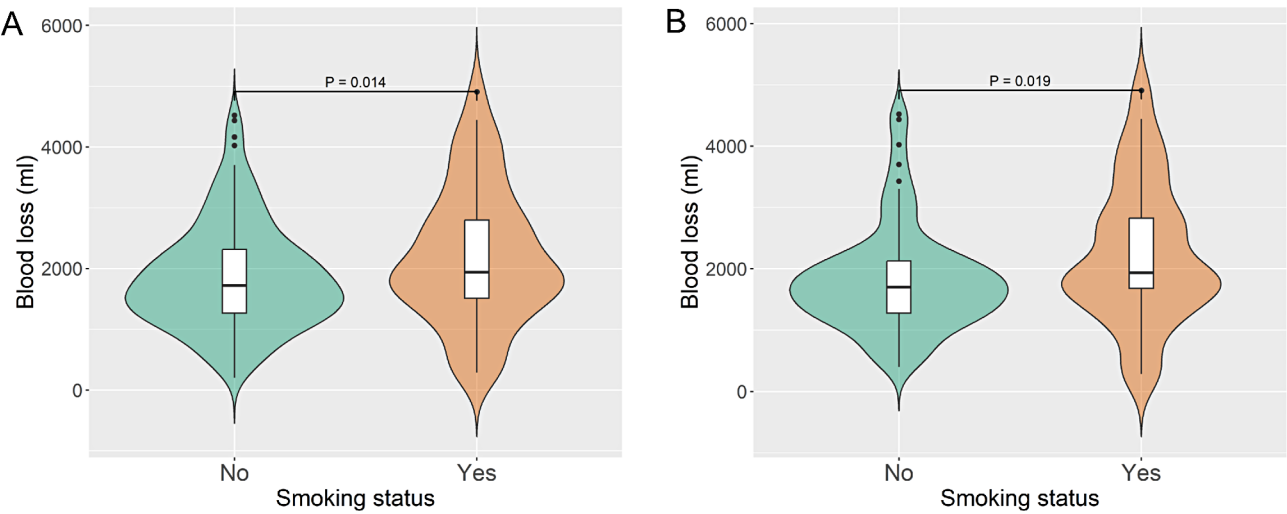 A
Blood loss (ml)
6000
4000
2000
0
P = 0.014
No
Yes
Smoking status
B
Blood loss (ml)
6000
4000
2000
0
P = 0.019
No
Yes
Smoking status